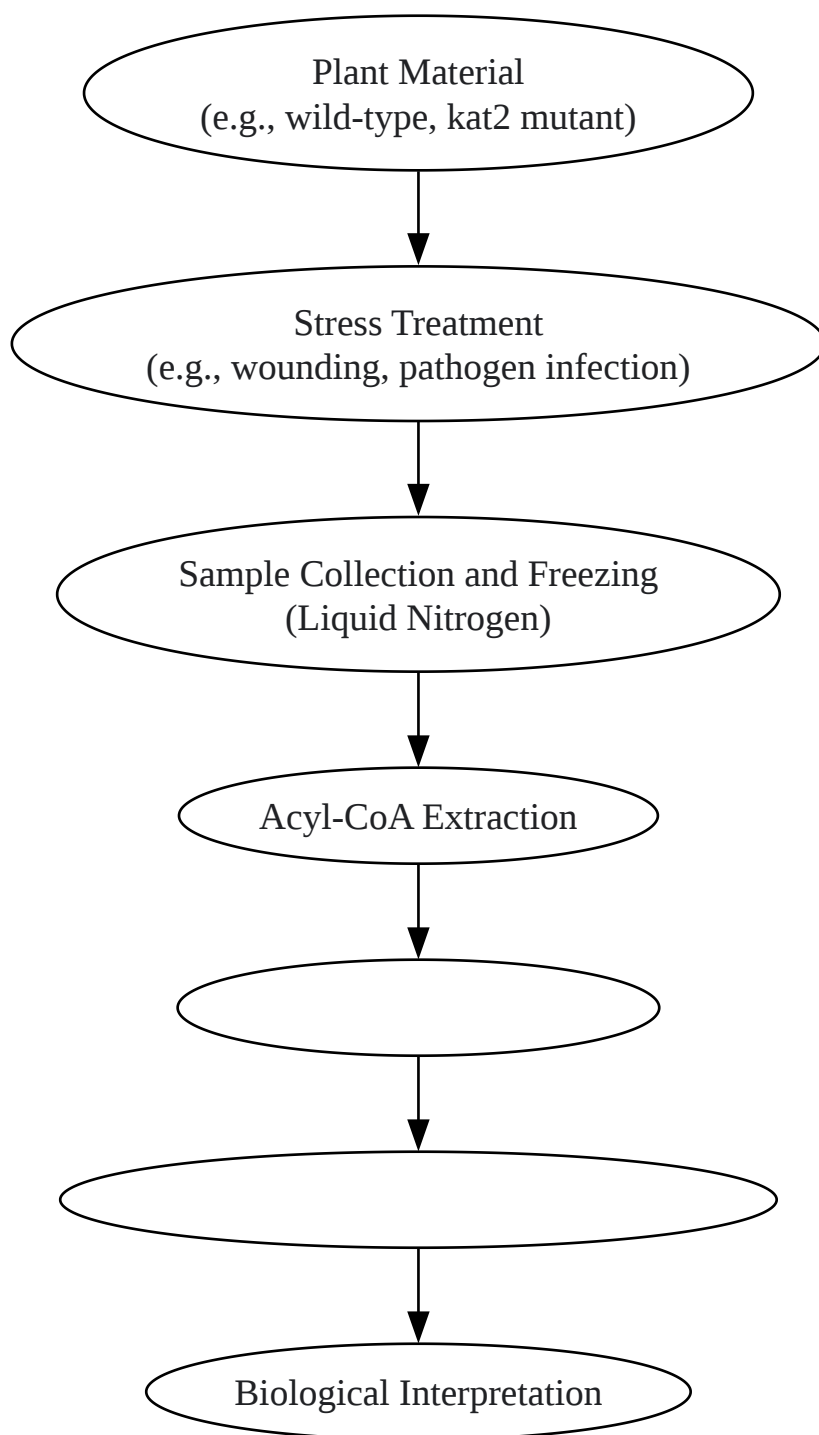 Plant Material
(e.g., wild-type, kat2 mutant)
Stress Treatment
(e.g., wounding, pathogen infection)
Sample Collection and Freezing
(Liquid Nitrogen)
Acyl-CoA Extraction
Biological Interpretation